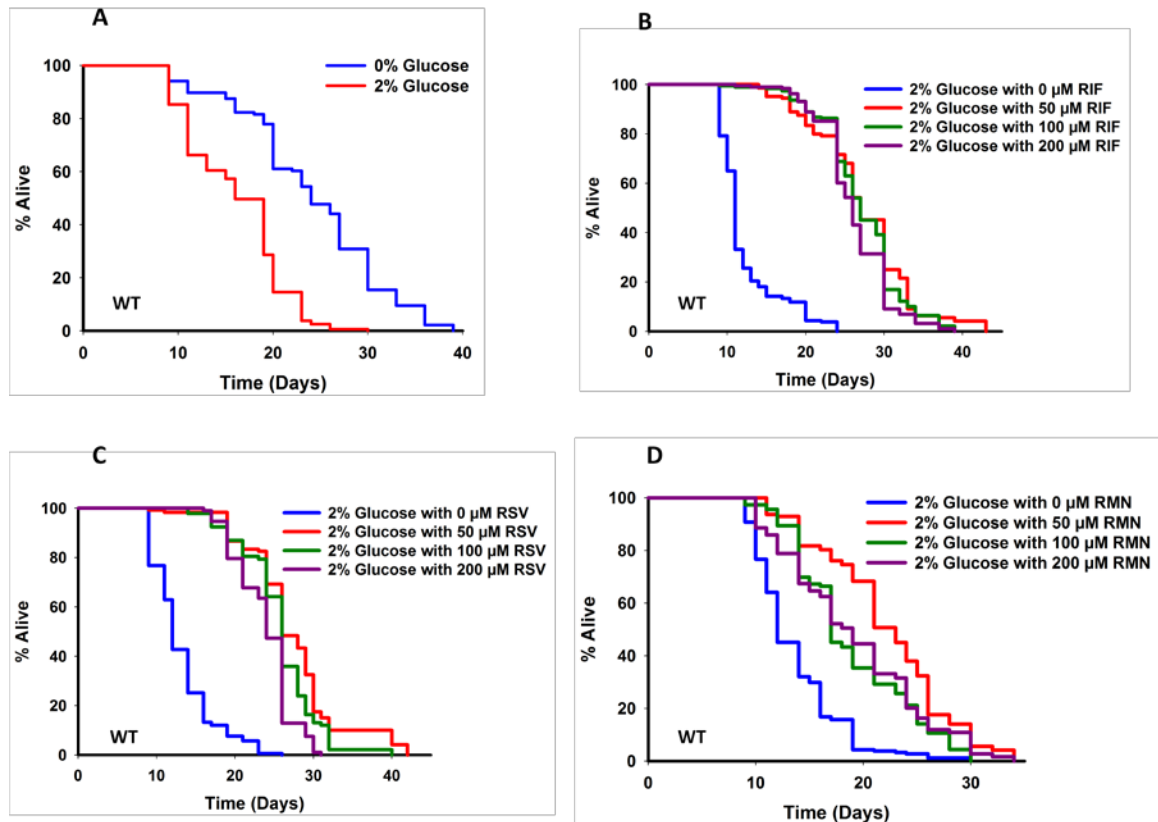 A
0% Glucose
2% Glucose
100
80
60
40
20
0
% Alive
WT
0 10 20 30 40
Time (Days)
B
2% Glucose with 0 µM RIF
2% Glucose with 50 µM RIF
2% Glucose with 100 µM RIF
2% Glucose with 200 µM RIF
100
80
60
40
20
0
% Alive
WT
0 10 20 30 40
Time (Days)
C
2% Glucose with 0 µM RSV
2% Glucose with 50 µM RSV
2% Glucose with 100 µM RSV
2% Glucose with 200 µM RSV
100
80
60
40
20
0
% Alive
WT
0 10 20 30 40
Time (Days)
D
2% Glucose with 0 µM RMN
2% Glucose with 50 µM RMN
2% Glucose with 100 µM RMN
2% Glucose with 200 µM RMN
100
80
60
40
20
0
% Alive
WT
0 10 20 30
Time (Days)